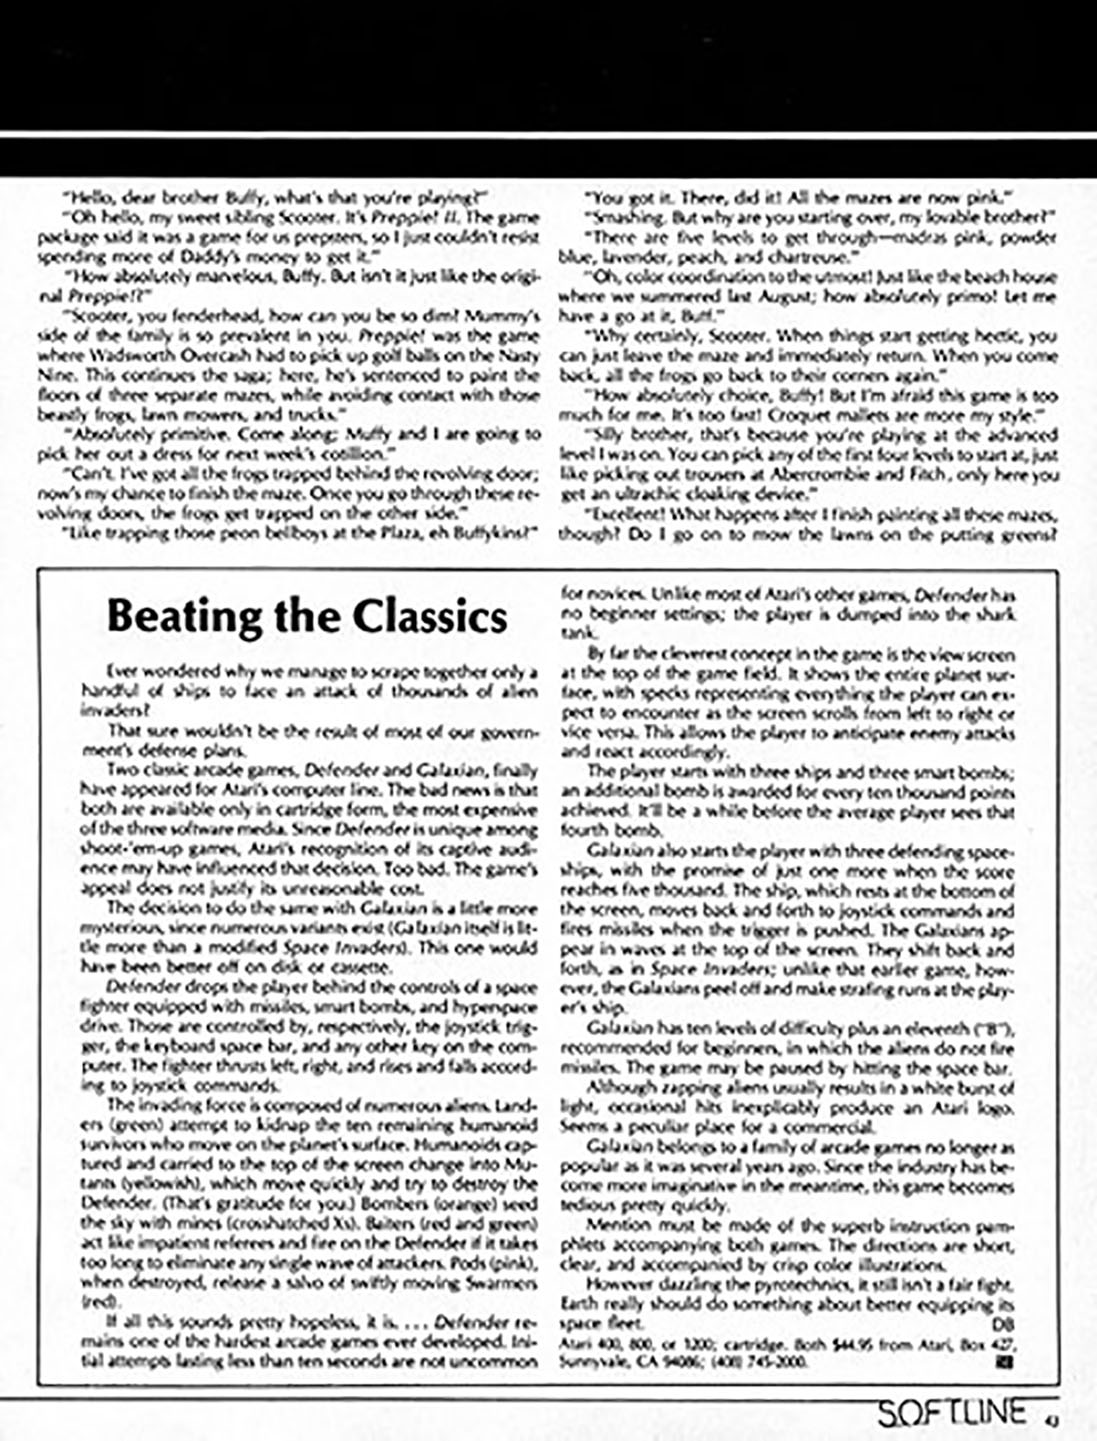 "Hello, dear brother Buffy, what's that you're playing?"
"Oh hello, my sweet sibling Scooter. It's Preppie! II. The game
package said it was a game for us prepsters, so I just couldn't resist
spending more of Daddy's money to get it."
"How absolutely marvelous, Buffy. But isn't it just like the origi-
nal Preppie!?"
"Scooter, you fenderhead, how can you be so dim? Mummy's
side of the family is so prevalent in you. Preppie! was the game
where Wadsworth Overcash had to pick up golf balls on the Nasty
Nine. This continues the saga; here, he's sentenced to paint the
floors of three separate mazes, while avoiding contact with those
beastly frogs, lawn mowers, and trucks."
"Absolutely primitive. Come along; Muffy and I are going to
pick her out a dress for next week's cotillion."
"Can't. I've got all the frogs trapped behind the revolving door;
now's my chance to finish the maze. Once you go through these re-
volving doors, the frogs get trapped on the other side."
"Like trapping those peon bellboys at the Plaza, eh Buffykins?"
"You got it. There, did it! All the mazes are now pink."
"Smashing. But why are you starting over, my lovable brother?"
"There are five levels to get through—madras pink, powder
blue, lavender, peach, and chartreuse."
"Oh, color coordination to the utmost! Just like the beach house
where we summered last August; how absolutely primo! Let me
have a go at it, Buff."
"Why certainly, Scooter. When things start getting hectic, you
can just leave the maze and immediately return. When you come
back, all the frogs go back to their corners again."
"How absolutely choice, Buffy! But I'm afraid this game is too
much for me. It's too fast! Croquet mallets are more my style."
"Silly brother, that's because you're playing at the advanced
level I was on. You can pick any of the first four levels to start at, just
like picking out trousers at Abercrombie and Fitch, only here you
get an ultrachic cloaking device."
"Excellent! What happens after I finish painting all these mazes,
though? Do I go on to mow the lawns on the putting greens?
Beating the Classics
Ever wondered why we manage to scrape together only a
handful of ships to face an attack of thousands of alien
invaders?
That sure wouldn't be the result of most of our govern-
ment's defense plans.
Two classic arcade games, Defender and Galaxian, finally
have appeared for Atari's computer line. The bad news is that
both are available only in cartridge form, the most expensive
of the three software media. Since Defender is unique among
shoot-'em-up games, Atari's recognition of its captive audi-
ence may have influenced that decision. Too bad. The game's
appeal does not justify its unreasonable cost.
The decision to do the same with Galaxian is a little more
mysterious, since numerous variants exist (Galaxian itself is lit-
tle more than a modified Space Invaders). This one would
have been better off on disk or cassette.
Defender drops the player behind the controls of a space
fighter equipped with missiles, smart bombs, and hyperspace
drive. Those are controlled by, respectively, the joystick trig-
ger, the keyboard space bar, and any other key on the com-
puter. The fighter thrusts left, right, and rises and falls accord-
ing to joystick commands.
The invading force is composed of numerous aliens. Land-
ers (green) attempt to kidnap the ten remaining humanoid
survivors who move on the planet's surface. Humanoids cap-
tured and carried to the top of the screen change into Mu-
tants (yellowish), which move quickly and try to destroy the
Defender. (That's gratitude for you.) Bombers (orange) seed
the sky with mines (crosshatched Xs). Baiters (red and green)
act like impatient referees and fire on the Defender if it takes
too long to eliminate any single wave of attackers. Pods (pink),
when destroyed, release a salvo of swiftly moving Swarmers
(red).
If all this sounds pretty hopeless, it is. . . . Defender re-
mains one of the hardest arcade games ever developed. Ini-
tial attempts lasting less than ten seconds are not uncommon
for novices. Unlike most of Atari's other games, Defender has
no beginner settings; the player is dumped into the shark
tank.
By far the cleverest concept in the game is the view screen
at the top of the game field. It shows the entire planet sur-
face, with specks representing everything the player can ex-
pect to encounter as the screen scrolls from left to right or
vice versa. This allows the player to anticipate enemy attacks
and react accordingly.
The player starts with three ships and three smart bombs;
an additional bomb is awarded for every ten thousand points
achieved. It'll be a while before the average player sees that
fourth bomb.
Galaxian also starts the player with three defending space-
ships, with the promise of just one more when the score
reaches five thousand. The ship, which rests at the bottom of
the screen, moves back and forth to joystick commands and
fires missiles when the trigger is pushed. The Galaxians ap-
pear in waves at the top of the screen. They shift back and
forth, as in Space Invaders; unlike that earlier game, how-
ever, the Galaxians peel off and make strafing runs at the play-
er's ship.
Galaxian has ten levels of difficulty plus an eleventh ("B"),
recommended for beginners, in which the aliens do not fire
missiles. The game may be paused by hitting the space bar.
Although zapping aliens usually results in a white burst of
light, occasional hits inexplicably produce an Atari logo.
Seems a peculiar place for a commercial.
Galaxian belongs to a family of arcade games no longer as
popular as it was several years ago. Since the industry has be-
come more imaginative in the meantime, this game becomes
tedious pretty quickly.
Mention must be made of the superb instruction pam-
phlets accompanying both games. The directions are short,
clear, and accompanied by crisp color illustrations.
However dazzling the pyrotechnics, it still isn't a fair fight.
Earth really should do something about better equipping its
space fleet. DB
Atari 400, 800, or 1200; cartridge. Both $44.95 from Atari, Box 427,
Sunnyvale, CA 94086; (408) 745-2000.
SOFTLINE 43